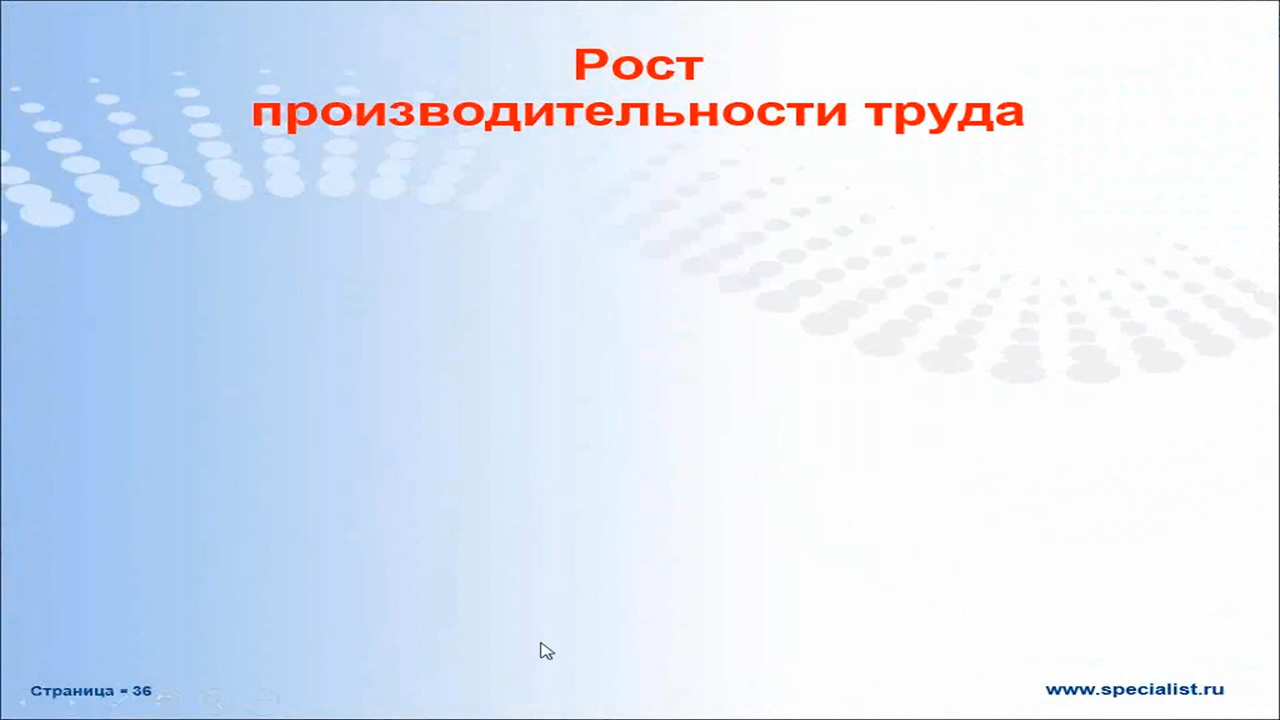 Рост
производительности труда
Страница = 36
www.specialist.ru